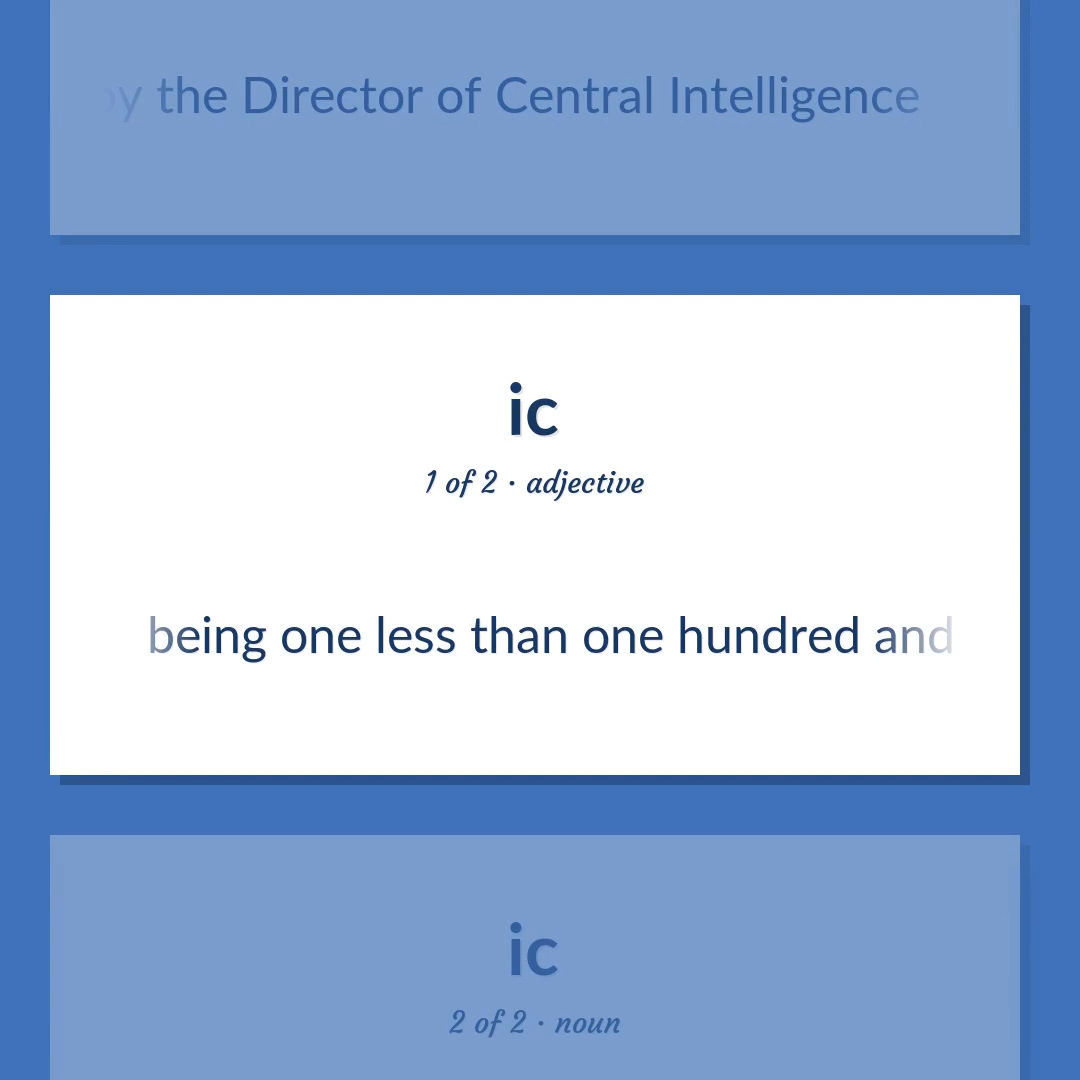 by the Director of Central Intelligence
ic
1 of 2 · adjective
being one less than one hundred and
ic
2 of 2 · noun